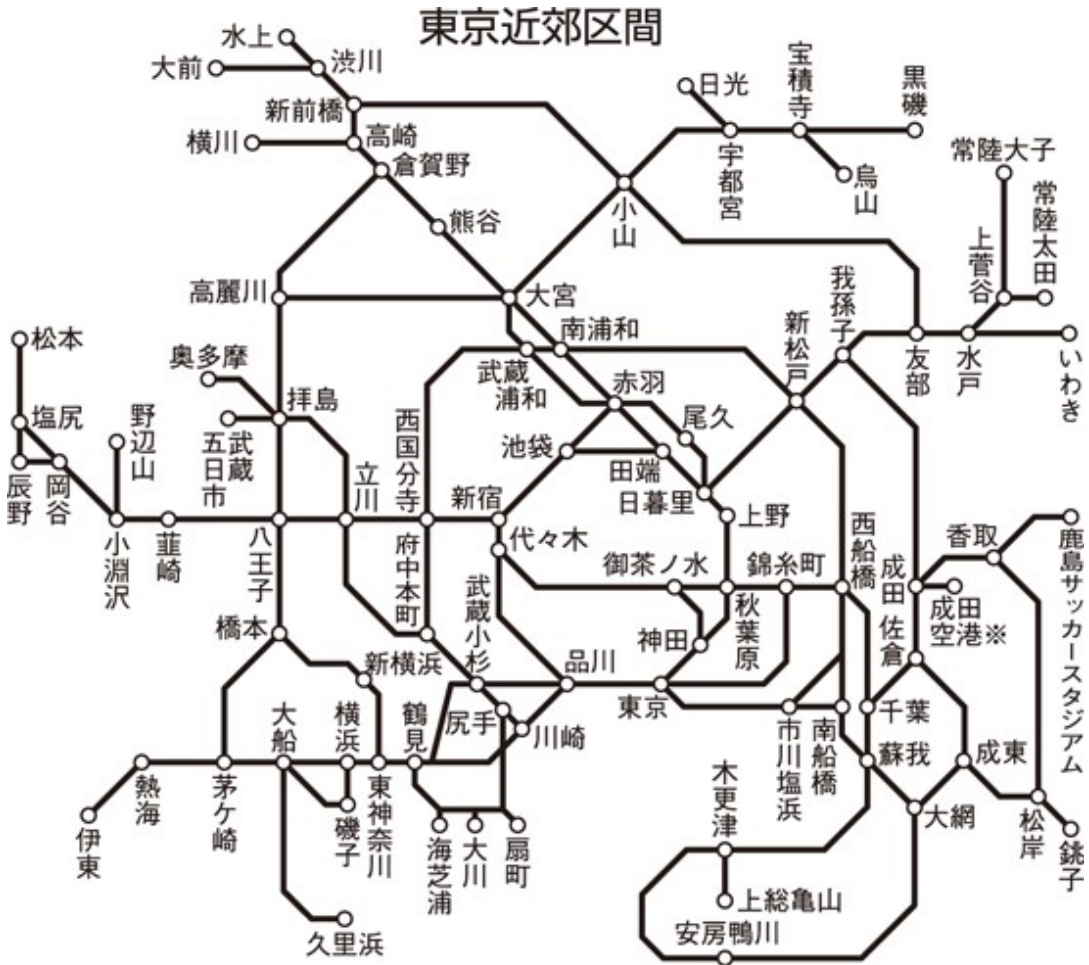 東京近郊区間
水上
大前
渋川
新前橋
横川
高崎
倉賀野
熊谷
日光
宝積寺
黒磯
宇都宮
烏山
小山
常陸大子
常陸太田
上菅谷
高麗川
大宮
我孫子
新松戸
友部
水戸
いわき
松本
奥多摩
南浦和
武蔵
浦和
赤羽
尾久
拝島
塩尻
野辺山
武蔵
五日市
西国分寺
池袋
田端
日暮里
立川
新宿
上野
辰野
岡谷
小淵沢
韮崎
八王子
府中本町
代々木
御茶ノ水
錦糸町
西船橋
成田
香取
鹿島サッカースタジアム
成田
空港※
秋葉原
神田
佐倉
橋本
新横浜
武蔵小杉
品川
東京
千葉
尻手
川崎
市川塩浜
南船橋
蘇我
成東
大船
横浜
鶴見
熱海
茅ケ崎
東神奈川
磯子
伊東
海芝浦
大川
扇町
木更津
大網
松岸
銚子
上総亀山
久里浜
安房鴨川